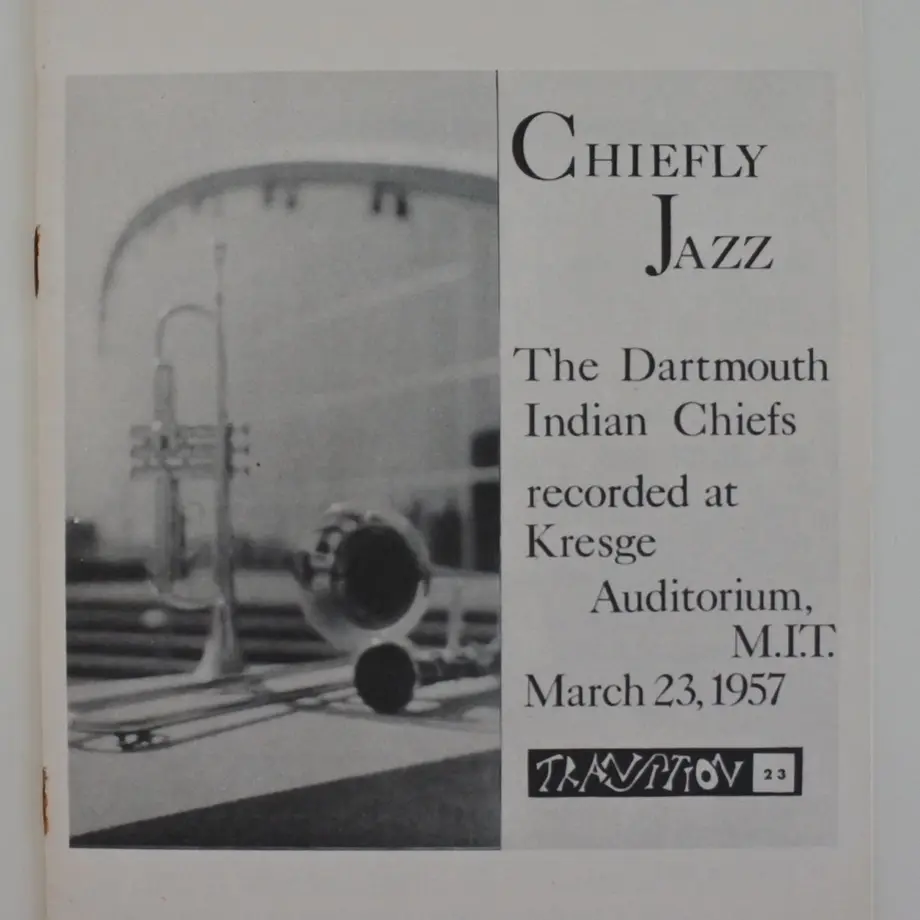 CHIEFLY
JAZZ
The Dartmouth
Indian Chiefs
recorded at
Kresge
Auditorium,
M.I.T.
March 23, 1957
TRANSITION 23